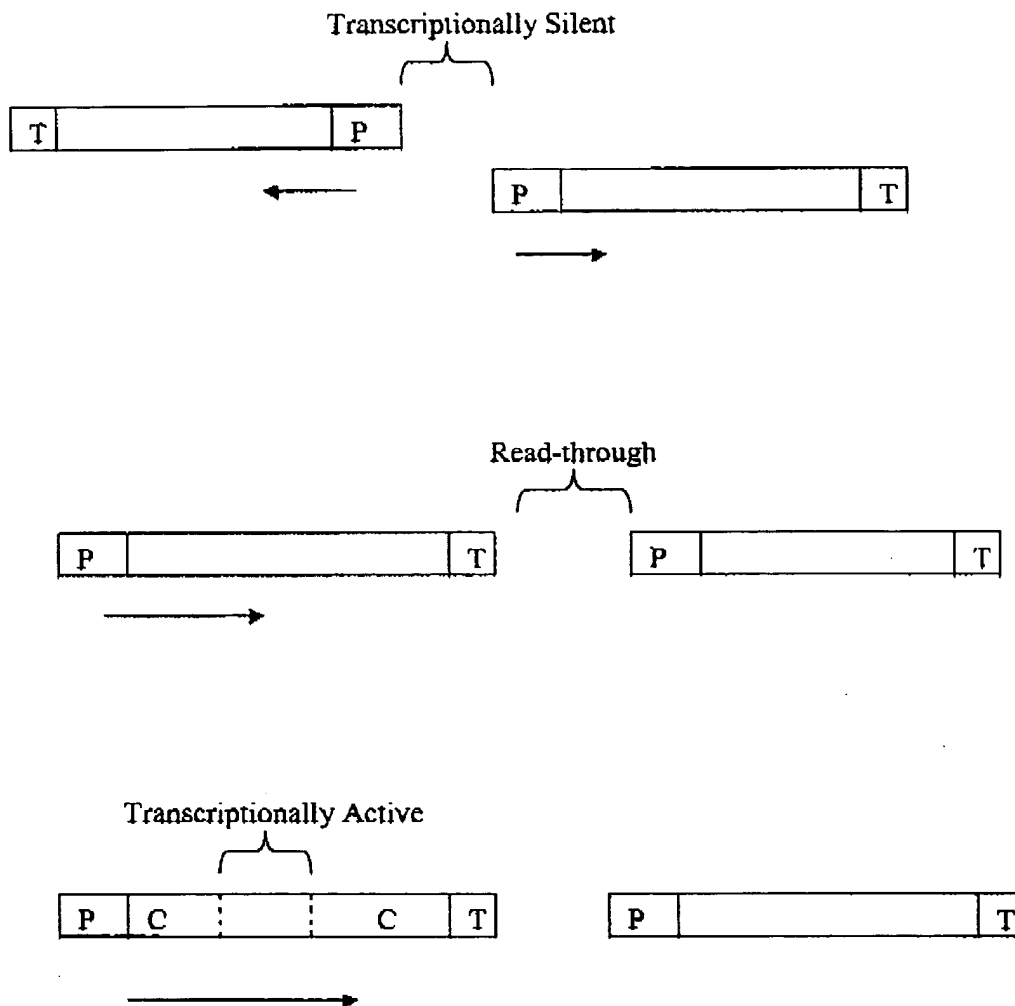 Transcriptionally Silent
T P
P T
Read-through
P T P T
Transcriptionally Active
P C C T P T